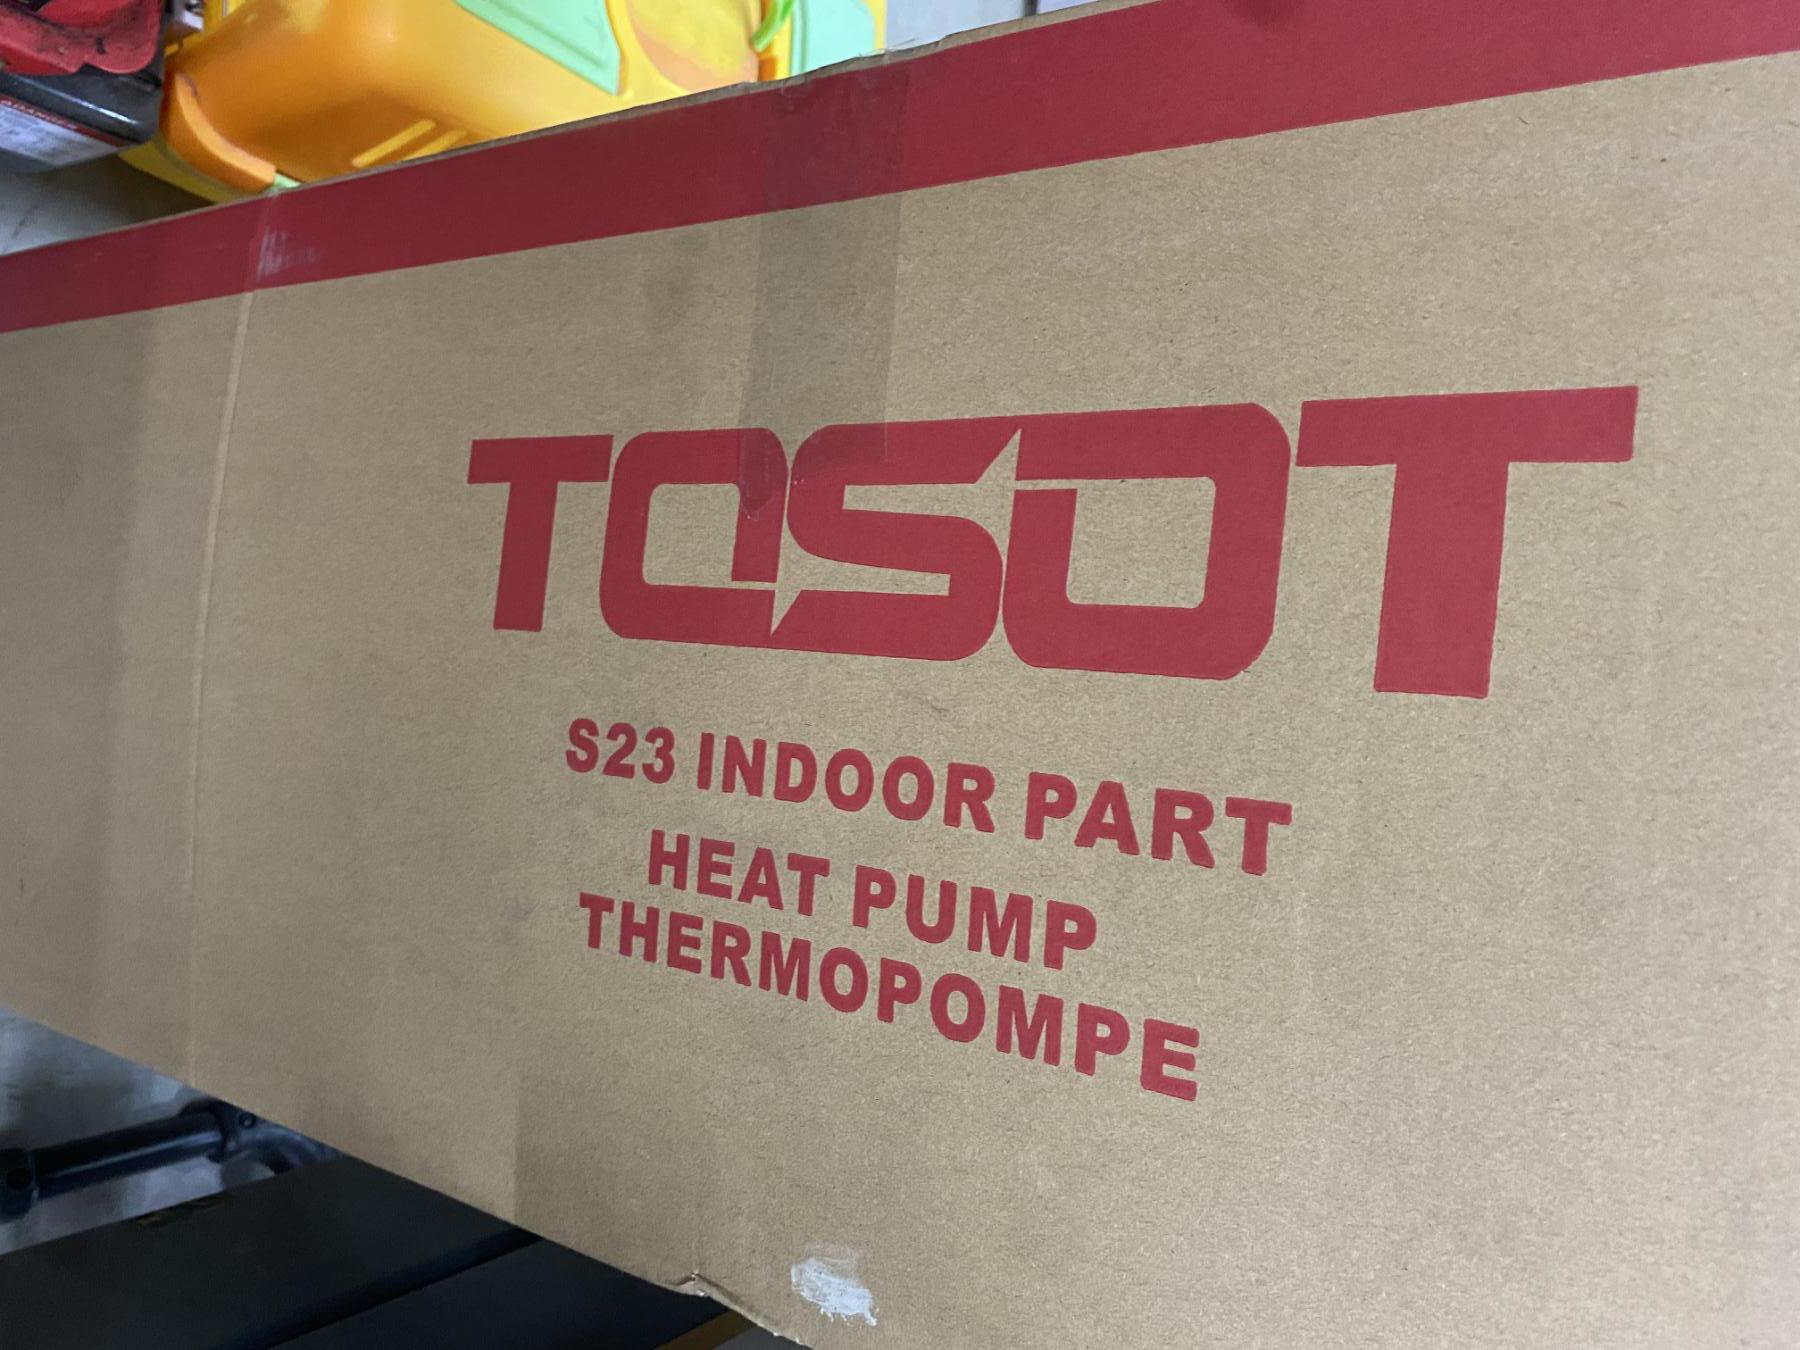 TOSOT
S23 INDOOR PART
HEAT PUMP
THERMOPOMPE